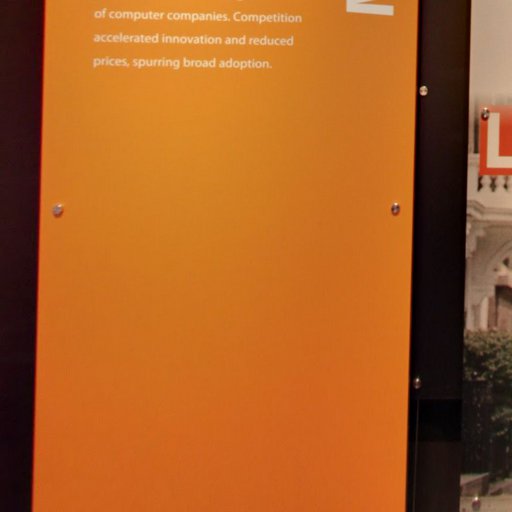 of computer companies. Competition
accelerated innovation and reduced
prices, spurring broad adoption.
L